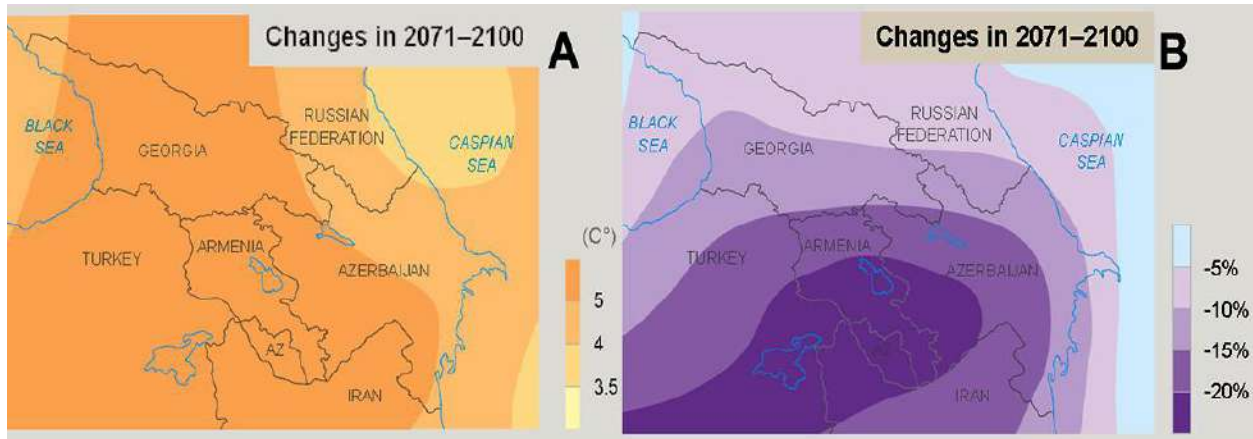 Changes in 2071–2100
A
BLACK
SEA
GEORGIA
RUSSIAN
FEDERATION
CASPIAN
SEA
TURKEY
ARMENIA
AZERBAIJAN
AZ
IRAN
(C°)
5
4
3.5
Changes in 2071–2100
B
BLACK
SEA
GEORGIA
RUSSIAN
FEDERATION
CASPIAN
SEA
TURKEY
ARMENIA
AZERBAIJAN
AZ
IRAN
-5%
-10%
-15%
-20%